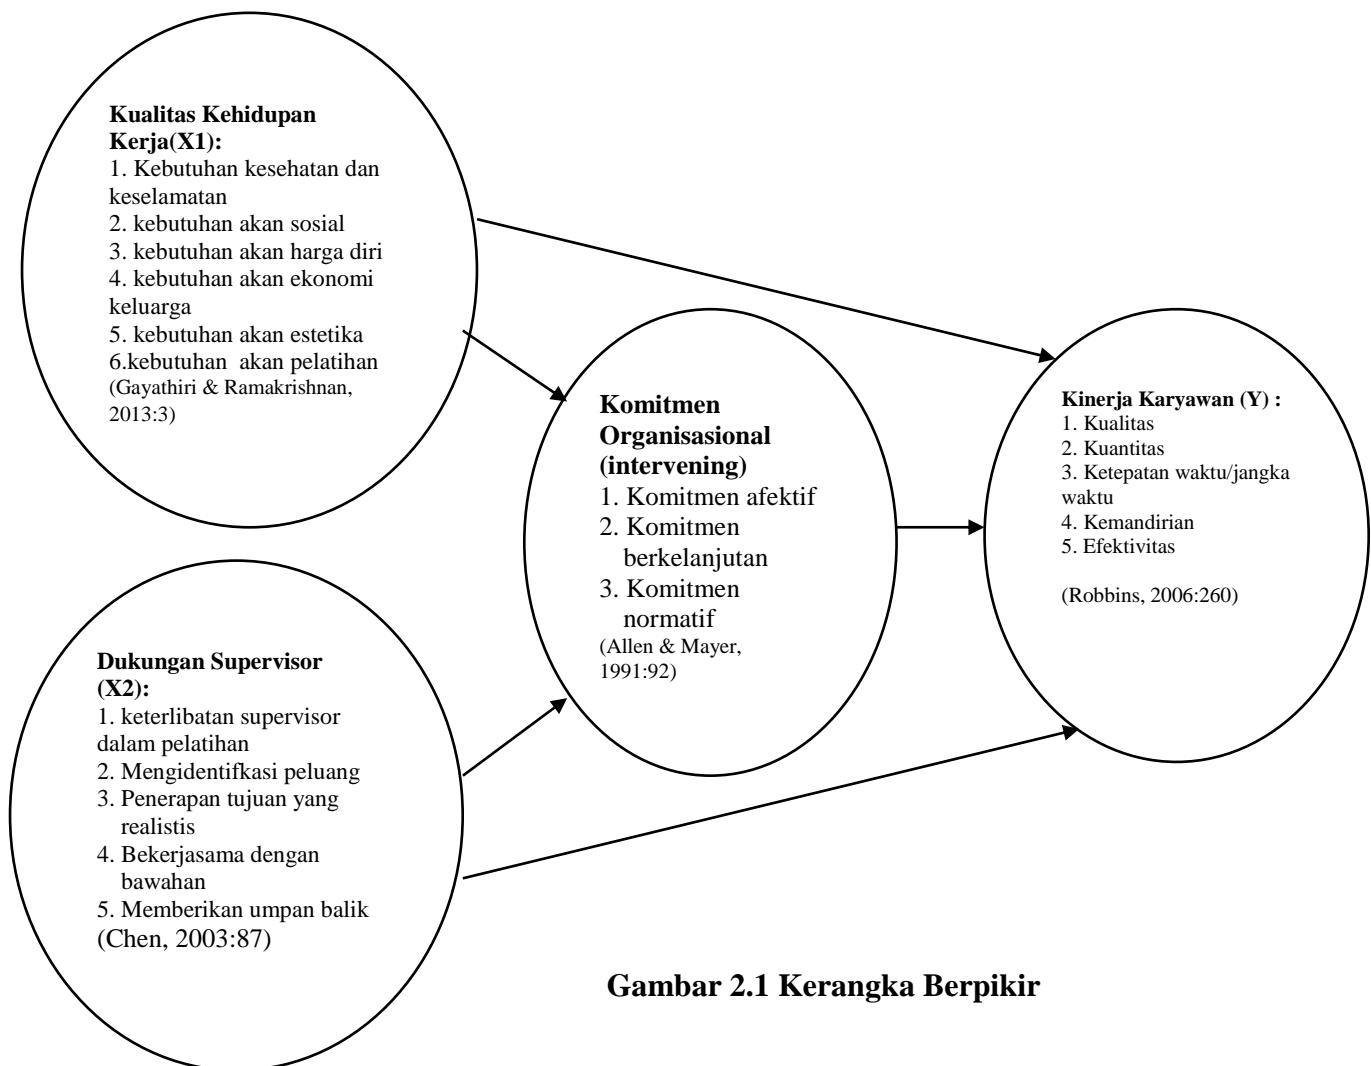 Kualitas Kehidupan
Kerja(X1):
1. Kebutuhan kesehatan dan
keselamatan
2. kebutuhan akan sosial
3. kebutuhan akan harga diri
4. kebutuhan akan ekonomi
keluarga
5. kebutuhan akan estetika
6.kebutuhan akan pelatihan
(Gayathiri & Ramakrishnan,
2013:3)
Komitmen
Organisasional
(intervening)
1. Komitmen afektif
2. Komitmen
berkelanjutan
3. Komitmen
normatif
(Allen & Mayer,
1991:92)
Kinerja Karyawan (Y) :
1. Kualitas
2. Kuantitas
3. Ketepatan waktu/jangka
waktu
4. Kemandirian
5. Efektivitas
(Robbins, 2006:260)
Dukungan Supervisor
(X2):
1. keterlibatan supervisor
dalam pelatihan
2. Mengidentifkasi peluang
3. Penerapan tujuan yang
realistis
4. Bekerjasama dengan
bawahan
5. Memberikan umpan balik
(Chen, 2003:87)
Gambar 2.1 Kerangka Berpikir